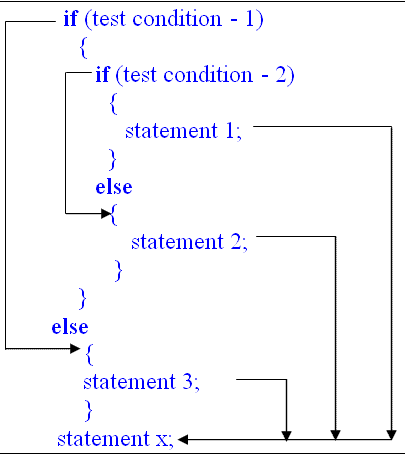 if (test condition - 1)
{
if (test condition - 2)
{
statement 1;
}
else
{
statement 2;
}
}
else
{
statement 3;
}
statement x;